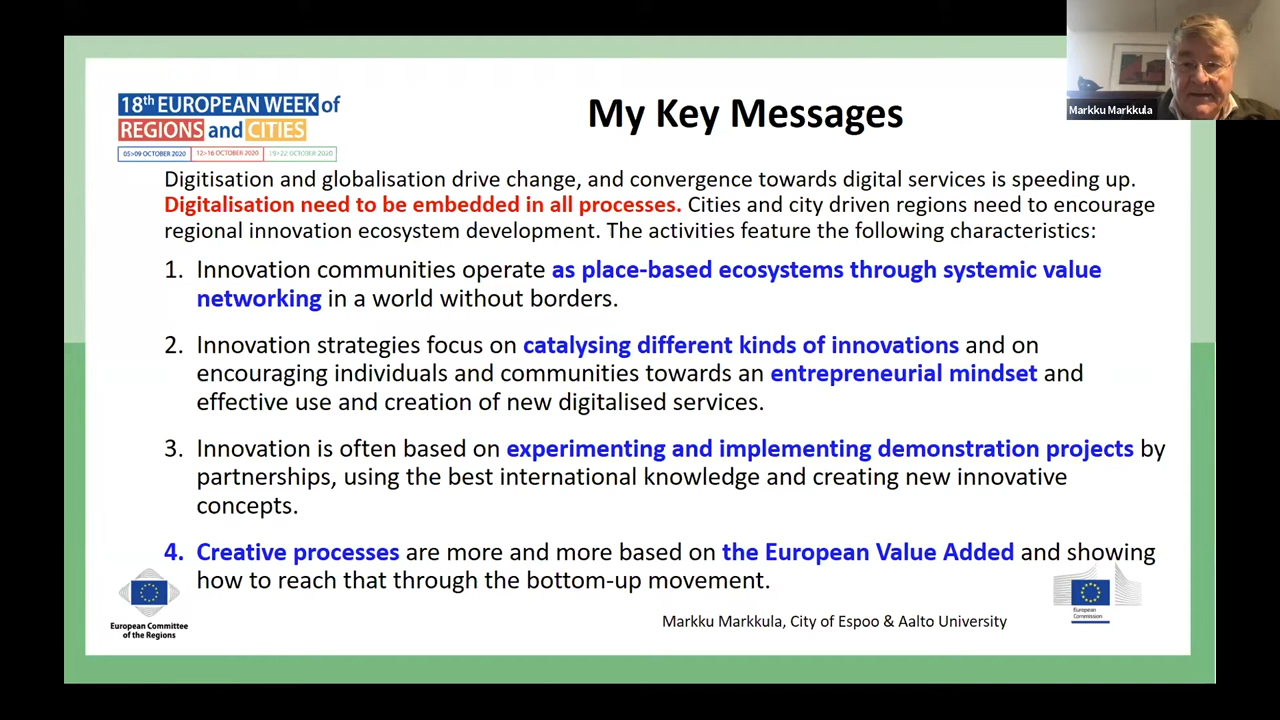 Markku Markkula
18th EUROPEAN WEEK of
REGIONS and CITIES
05>09 OCTOBER 2020 12>16 OCTOBER 2020 19>22 OCTOBER 2020
My Key Messages
Digitisation and globalisation drive change, and convergence towards digital services is speeding up.
Digitalisation need to be embedded in all processes. Cities and city driven regions need to encourage
regional innovation ecosystem development. The activities feature the following characteristics:
1. Innovation communities operate as place-based ecosystems through systemic value
networking in a world without borders.
2. Innovation strategies focus on catalysing different kinds of innovations and on
encouraging individuals and communities towards an entrepreneurial mindset and
effective use and creation of new digitalised services.
3. Innovation is often based on experimenting and implementing demonstration projects by
partnerships, using the best international knowledge and creating new innovative
concepts.
4. Creative processes are more and more based on the European Value Added and showing
how to reach that through the bottom-up movement.
European Committee
of the Regions
Markku Markkula, City of Espoo & Aalto University
European
Commission